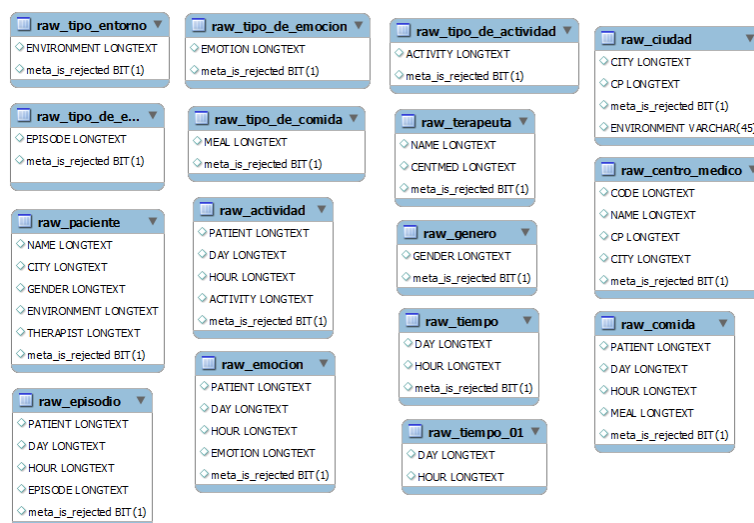 raw_tipo_entorno
ENVIRONMENT LONGTEXT
meta_is_rejected BIT(1)
raw_tipo_de_emocion
EMOTION LONGTEXT
meta_is_rejected BIT(1)
raw_tipo_de_actividad
ACTIVITY LONGTEXT
meta_is_rejected BIT(1)
raw_ciudad
CITY LONGTEXT
CP LONGTEXT
meta_is_rejected BIT(1)
ENVIRONMENT VARCHAR(45)
raw_tipo_de_e...
EPISODE LONGTEXT
meta_is_rejected BIT(1)
raw_tipo_de_comida
MEAL LONGTEXT
meta_is_rejected BIT(1)
raw_terapeuta
NAME LONGTEXT
CENTMED LONGTEXT
meta_is_rejected BIT(1)
raw_centro_medico
CODE LONGTEXT
NAME LONGTEXT
CP LONGTEXT
CITY LONGTEXT
meta_is_rejected BIT(1)
raw_paciente
NAME LONGTEXT
CITY LONGTEXT
GENDER LONGTEXT
ENVIRONMENT LONGTEXT
THERAPIST LONGTEXT
meta_is_rejected BIT(1)
raw_actividad
PATIENT LONGTEXT
DAY LONGTEXT
HOUR LONGTEXT
ACTIVITY LONGTEXT
meta_is_rejected BIT(1)
raw_genero
GENDER LONGTEXT
meta_is_rejected BIT(1)
raw_tiempo
DAY LONGTEXT
HOUR LONGTEXT
meta_is_rejected BIT(1)
raw_comida
PATIENT LONGTEXT
DAY LONGTEXT
HOUR LONGTEXT
MEAL LONGTEXT
meta_is_rejected BIT(1)
raw_episodio
PATIENT LONGTEXT
DAY LONGTEXT
HOUR LONGTEXT
EPISODE LONGTEXT
meta_is_rejected BIT(1)
raw_emocion
PATIENT LONGTEXT
DAY LONGTEXT
HOUR LONGTEXT
EMOTION LONGTEXT
meta_is_rejected BIT(1)
raw_tiempo_01
DAY LONGTEXT
HOUR LONGTEXT